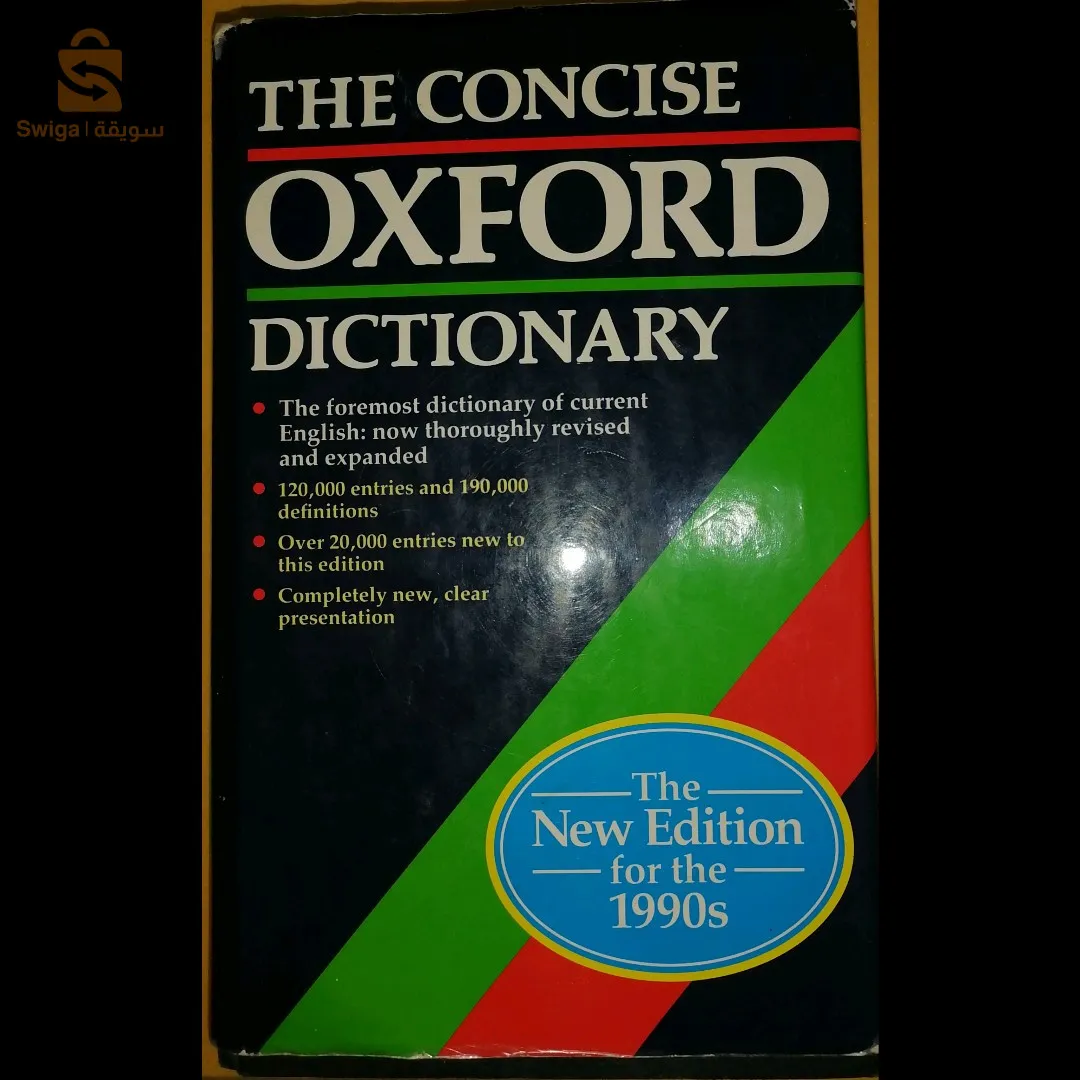 Swiga | سويقة
THE CONCISE
OXFORD
DICTIONARY
• The foremost dictionary of current
English: now thoroughly revised
and expanded
• 120,000 entries and 190,000
definitions
• Over 20,000 entries new to
this edition
• Completely new, clear
presentation
The
New Edition
for the
1990s